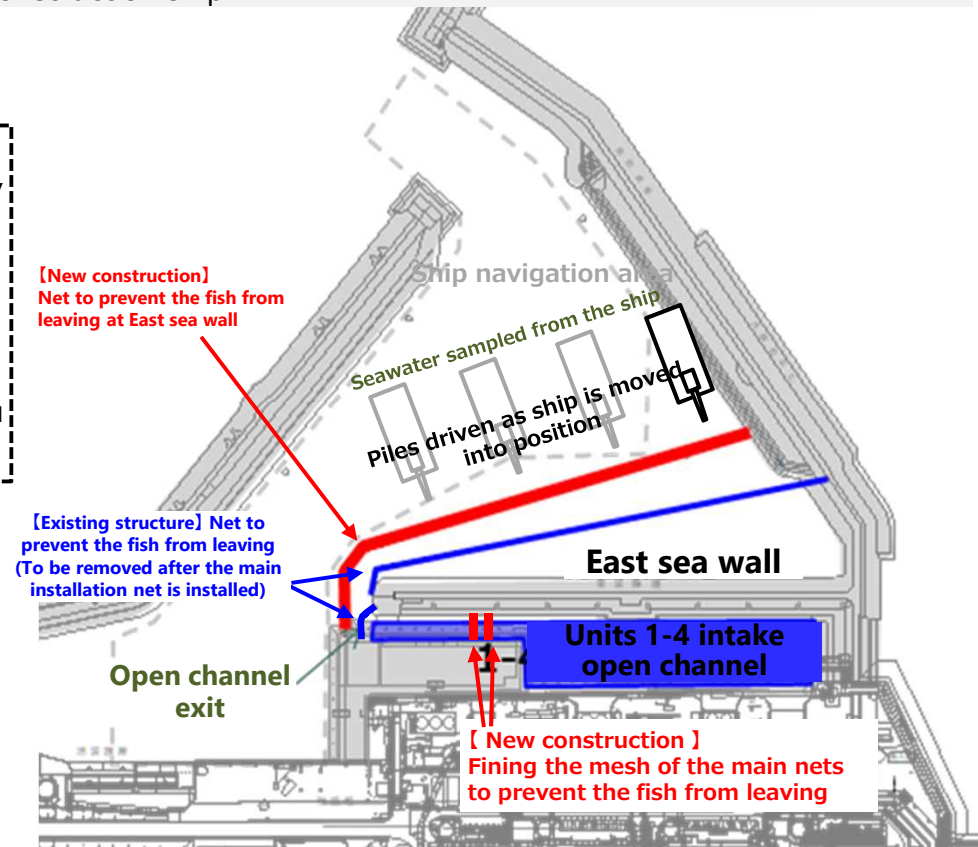 【New construction】
Net to prevent the fish from
leaving at East sea wall
Ship navigation area
Seawater sampled from the ship
Piles driven as ship is moved
into position
【Existing structure】 Net to
prevent the fish from leaving
(To be removed after the main
installation net is installed)
East sea wall
Units 1-4 intake
open channel
Open channel
exit
【 New construction 】
Fining the mesh of the main nets
to prevent the fish from leaving